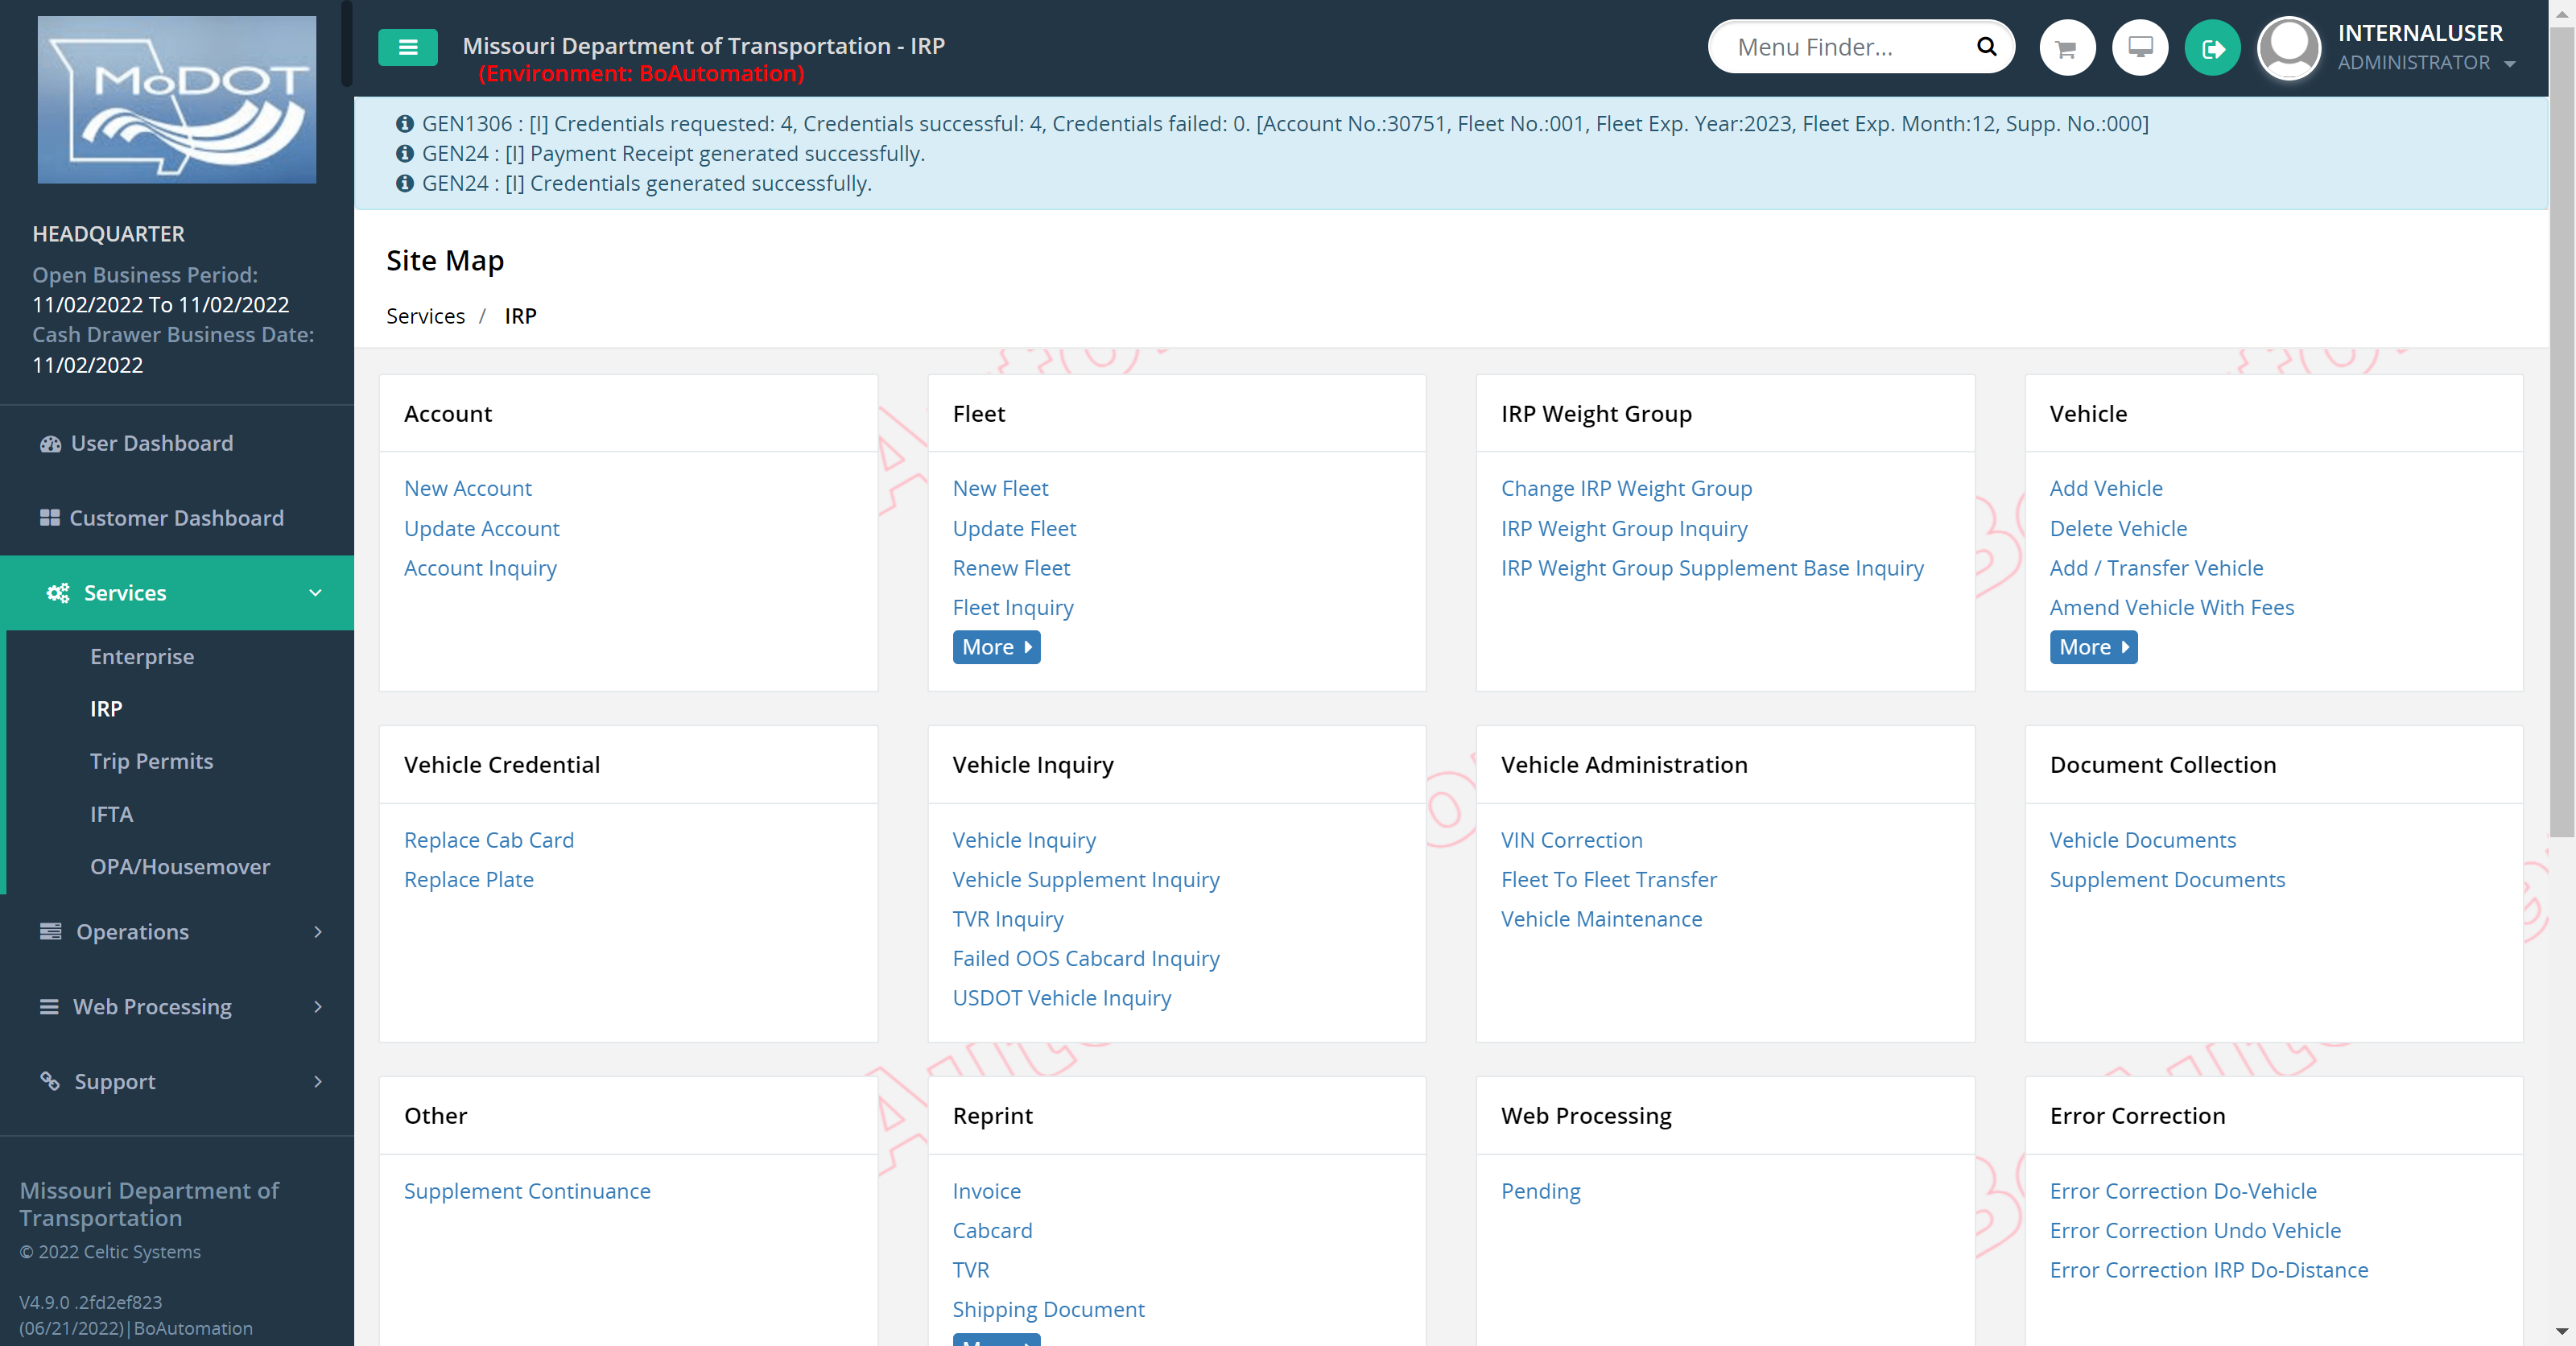 MoDOT
HEADQUARTER
Open Business Period:
11/02/2022 To 11/02/2022
Cash Drawer Business Date:
11/02/2022
User Dashboard
Customer Dashboard
Services
Enterprise
IRP
Trip Permits
IFTA
OPA/Housemover
Operations
Web Processing
Support
Missouri Department of
Transportation
© 2022 Celtic Systems
V4.9.0 .2fd2ef823
(06/21/2022)|BoAutomation
Missouri Department of Transportation - IRP
(Environment: BoAutomation)
Menu Finder...
INTERNALUSER
ADMINISTRATOR
GEN1306 : [I] Credentials requested: 4, Credentials successful: 4, Credentials failed: 0. [Account No.:30751, Fleet No.:001, Fleet Exp. Year:2023, Fleet Exp. Month:12, Supp. No.:000]
GEN24 : [I] Payment Receipt generated successfully.
GEN24 : [I] Credentials generated successfully.
Site Map
Services / IRP
Account
New Account
Update Account
Account Inquiry
Fleet
New Fleet
Update Fleet
Renew Fleet
Fleet Inquiry
More
IRP Weight Group
Change IRP Weight Group
IRP Weight Group Inquiry
IRP Weight Group Supplement Base Inquiry
Vehicle
Add Vehicle
Delete Vehicle
Add / Transfer Vehicle
Amend Vehicle With Fees
More
Vehicle Credential
Replace Cab Card
Replace Plate
Vehicle Inquiry
Vehicle Inquiry
Vehicle Supplement Inquiry
TVR Inquiry
Failed OOS Cabcard Inquiry
USDOT Vehicle Inquiry
Vehicle Administration
VIN Correction
Fleet To Fleet Transfer
Vehicle Maintenance
Document Collection
Vehicle Documents
Supplement Documents
Other
Supplement Continuance
Reprint
Invoice
Cabcard
TVR
Shipping Document
Web Processing
Pending
Error Correction
Error Correction Do-Vehicle
Error Correction Undo Vehicle
Error Correction IRP Do-Distance